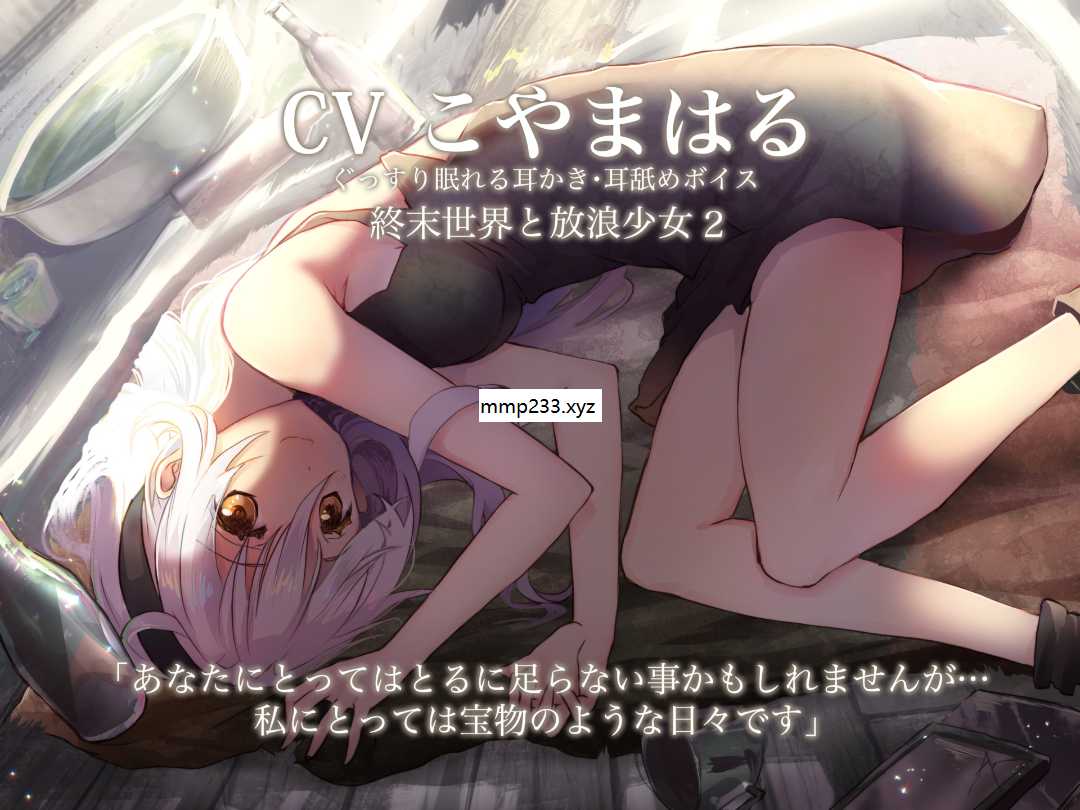 CV こやまはる
ぐっすり眠れる耳かき・耳舐めボイス
終末世界と放浪少女2
mmp233.xyz
「あなたにとってはとるに足らない事かもしれませんが…
私にとっては宝物のような日々です」